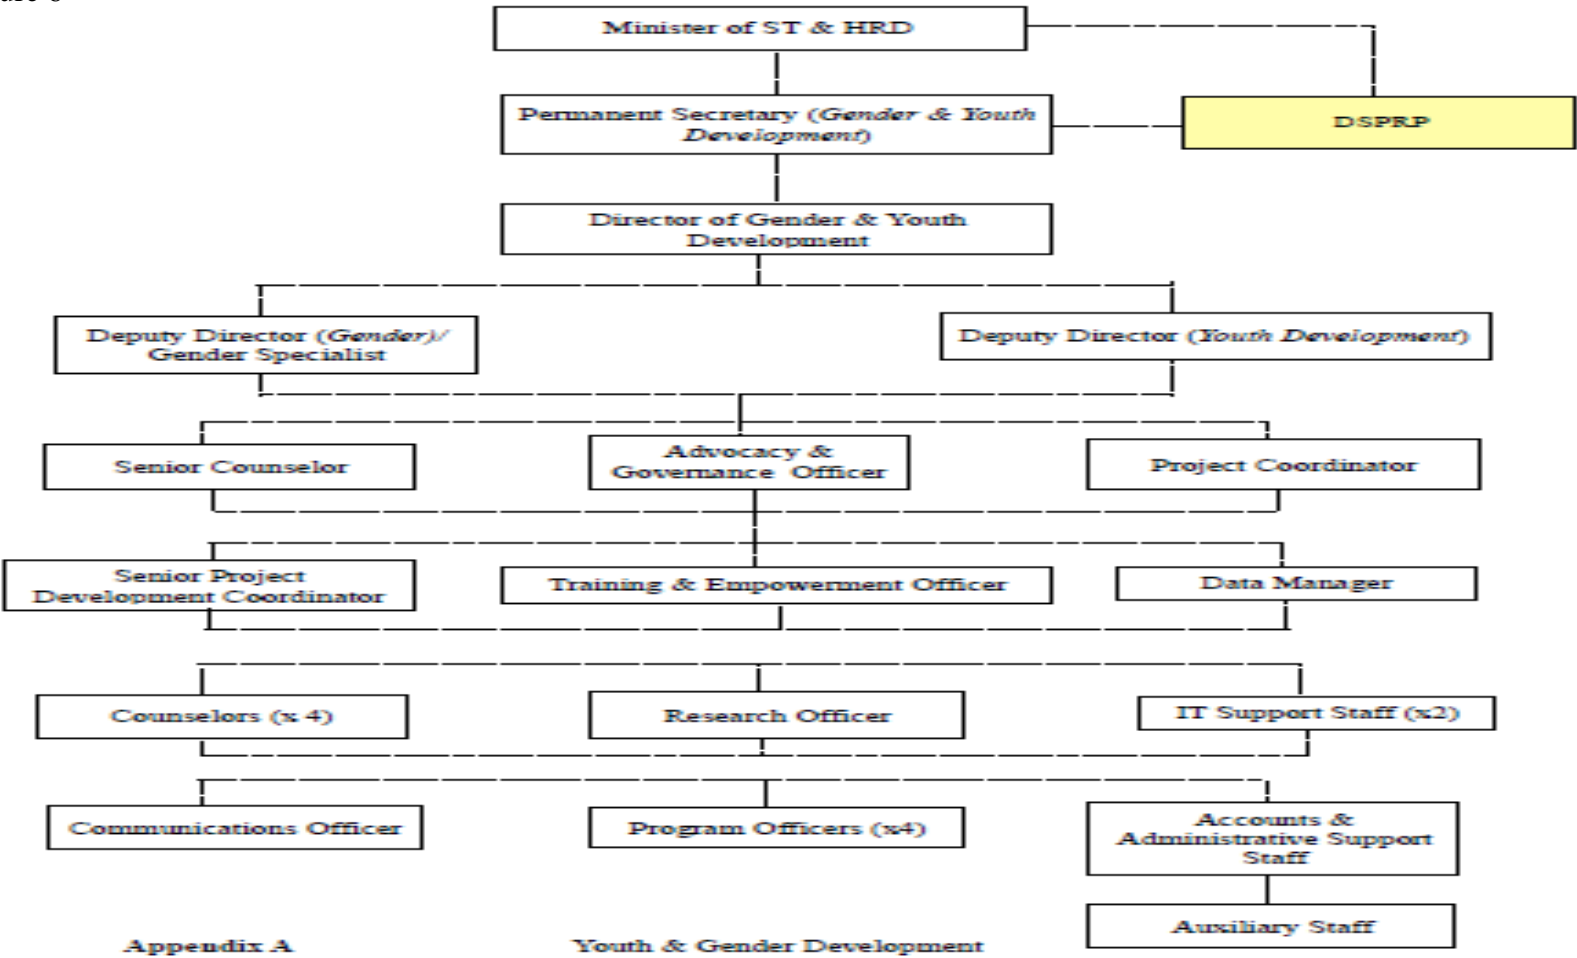 Minister of ST & HRD
Permanent Secretary (Gender & Youth
Development)
DSPRP
Director of Gender & Youth
Development
Deputy Director (Gender)/
Gender Specialist
Deputy Director (Youth Development)
Senior Counselor
Advocacy &
Governance Officer
Project Coordinator
Senior Project
Development Coordinator
Training & Empowerment Officer
Data Manager
Counselors (x 4)
Research Officer
IT Support Staff (x2)
Communications Officer
Program Officers (x4)
Accounts &
Administrative Support
Staff
Auxiliary Staff
Appendix A
Youth & Gender Development